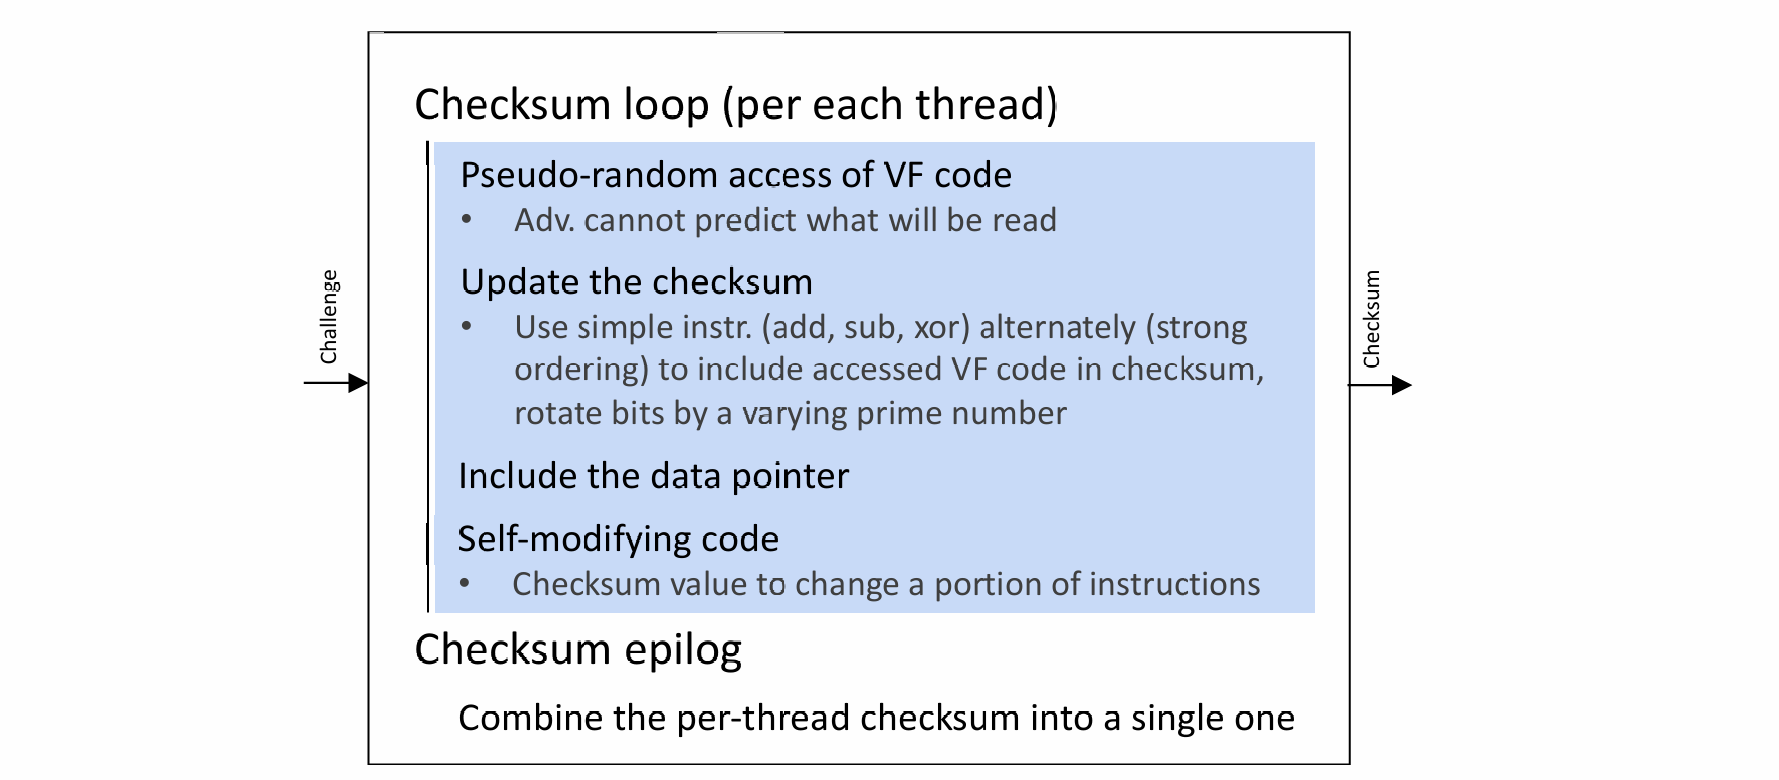 Checksum loop (per each thread)
Pseudo-random access of VF code
• Adv. cannot predict what will be read
Update the checksum
• Use simple instr. (add, sub, xor) alternately (strong
ordering) to include accessed VF code in checksum,
rotate bits by a varying prime number
Include the data pointer
Self-modifying code
• Checksum value to change a portion of instructions
Checksum epilog
Combine the per-thread checksum into a single one
Challenge
Checksum